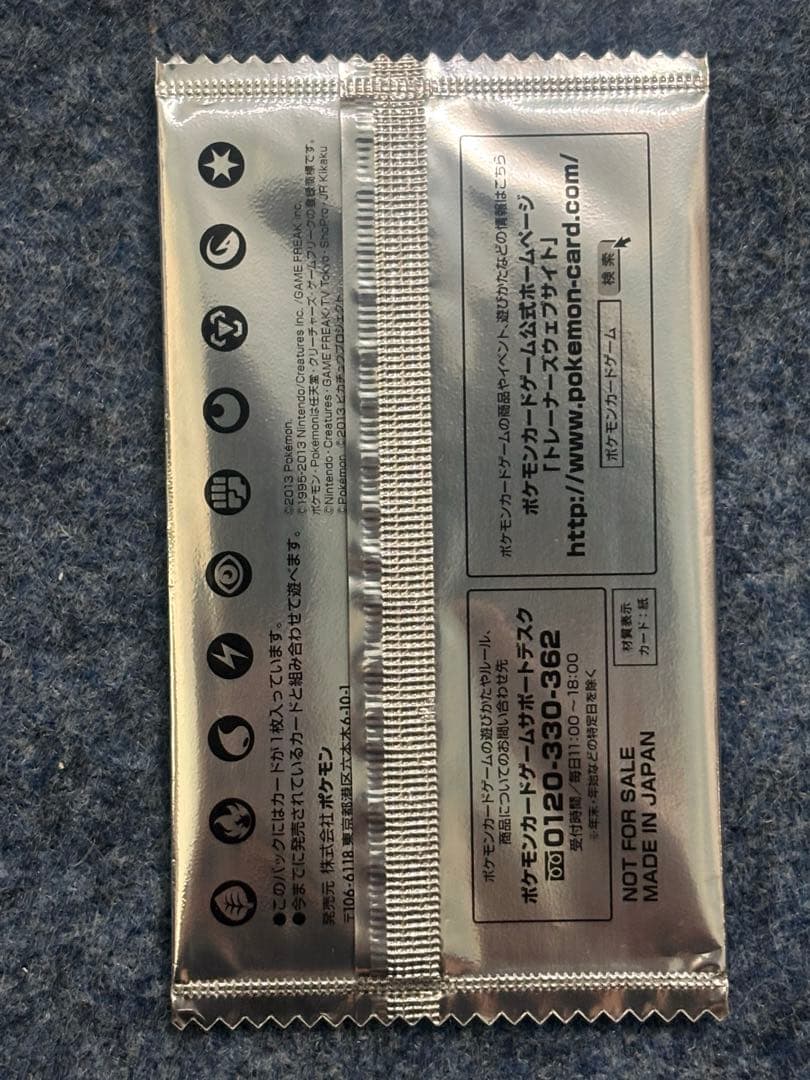 ●このパックにはカードが1枚入っています。
●今までに発売されているカードと組み合わせて遊べます。
発売元 株式会社ポケモン
〒106-6118 東京都港区六本木6-10-1
©2013 Pokémon.
©1995-2013 Nintendo/Creatures Inc. /GAME FREAK inc.
ポケモン・Pokémonは任天堂・クリーチャーズ・ゲームフリークの登録商標です。
©Nintendo・Creatures・GAME FREAK・TV Tokyo・ShoPro・JR Kikaku
©Pokémon ©2013 ピカチュウプロジェクト
ポケモンカードゲームの遊びかたやルール、
商品についてのお問い合わせ先
ポケモンカードゲームサポートデスク
0120-330-362
受付時間/毎日11:00～18:00
※年末・年始などの特定日を除く
NOT FOR SALE
MADE IN JAPAN
材質表示
カード:紙
ポケモンカードゲームの商品やイベント、遊びかたなどの情報はこちら
ポケモンカードゲーム公式ホームページ
「トレーナーズウェブサイト」
http://www.pokemon-card.com/
ポケモンカードゲーム 検索